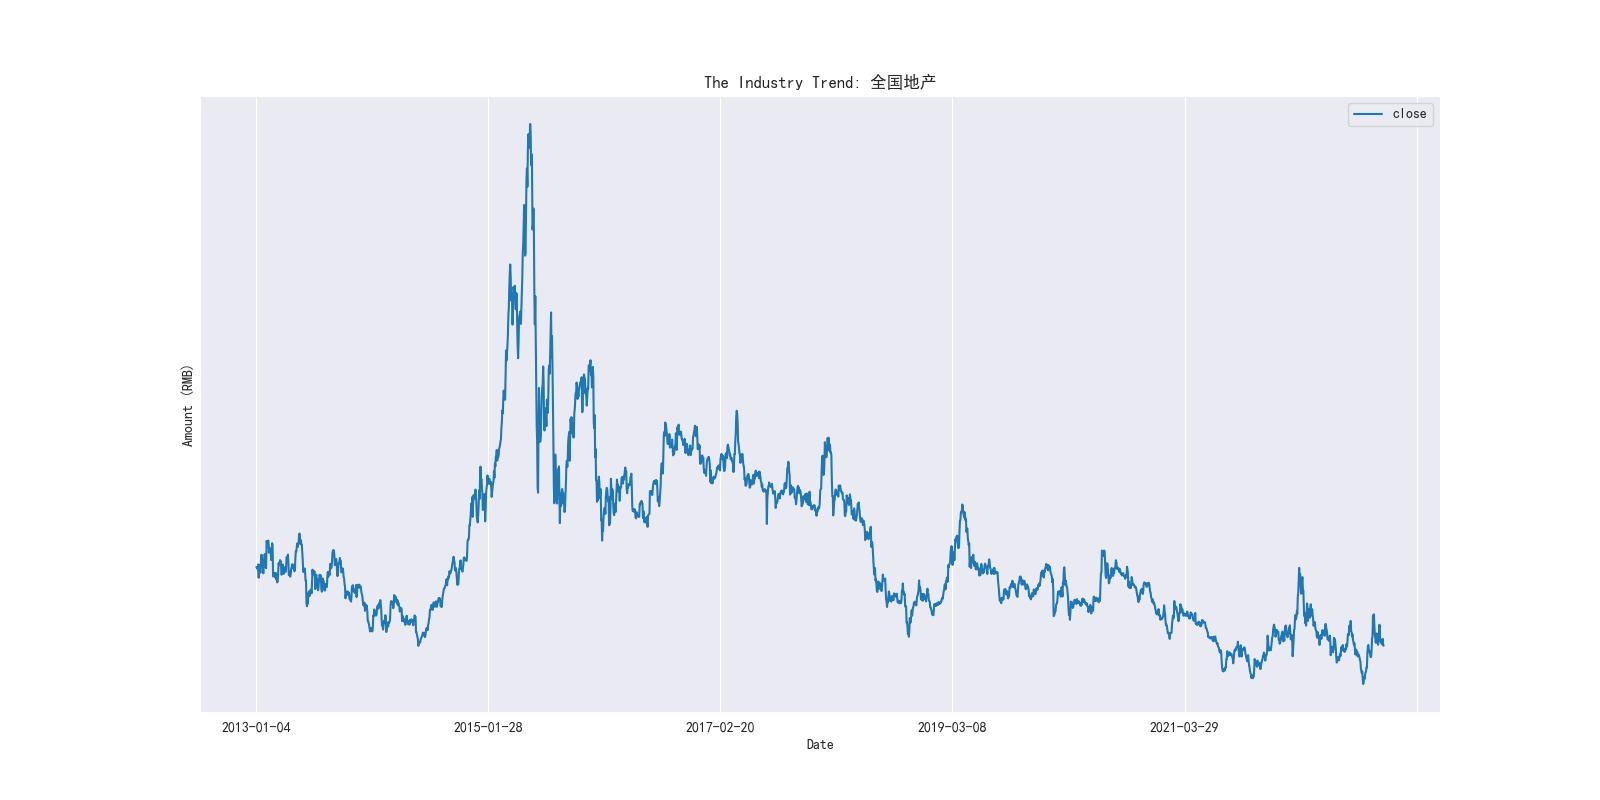 The Industry Trend: 全国地产
close
Amount (RMB)
2013-01-04
2015-01-28
2017-02-20
2019-03-08
2021-03-29
Date